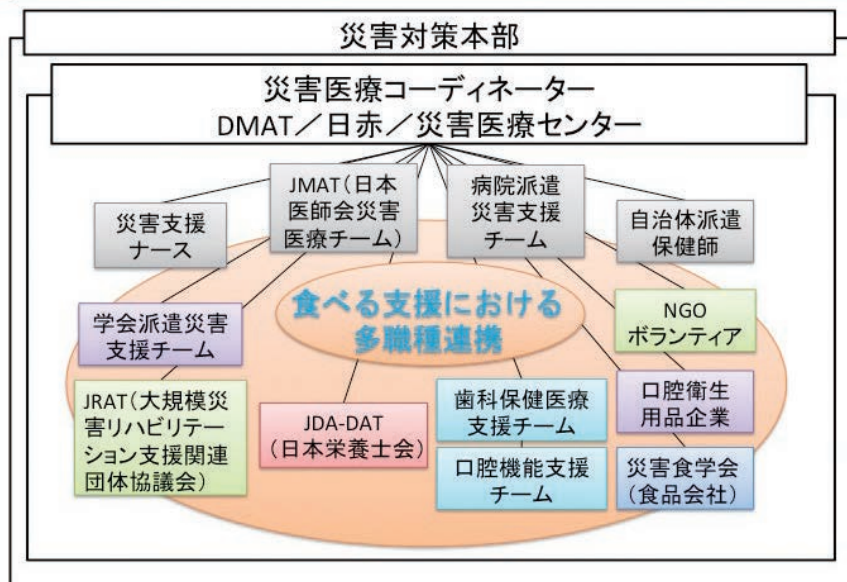 災害対策本部
災害医療コーディネーター
DMAT／日赤／災害医療センター
災害支援
ナース
JMAT（日本
医師会災害
医療チーム）
病院派遣
災害支援
チーム
自治体派遣
保健師
食べる支援における
多職種連携
学会派遣災害
支援チーム
NGO
ボランティア
JRAT（大規模災
害リハビリテー
ション支援関連
団体協議会）
JDA-DAT
（日本栄養士会）
歯科保健医療
支援チーム
口腔衛生
用品企業
口腔機能支援
チーム
災害食学会
（食品会社）